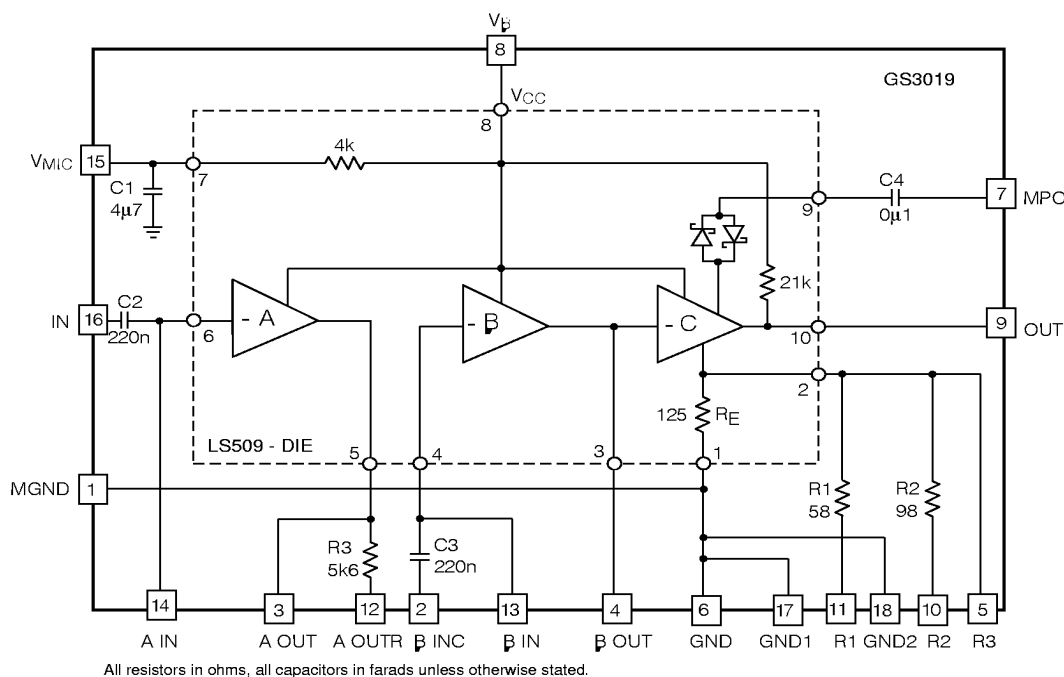 VB
8
GS3019
VCC
8
4k
VMIC
15
7
C1
4µ7
C4
0µ1
9
7
MPO
21k
IN
16
C2
220n
6
- A
- B
- C
10
9
OUT
2
125
RE
LS509 - DIE
5
4
3
1
MGND
1
R1
58
R2
98
R3
5k6
C3
220n
14
3
12
2
13
4
6
17
11
18
10
5
A IN
A OUT
A OUTR
B INC
B IN
B OUT
GND
GND1
R1
GND2
R2
R3
All resistors in ohms, all capacitors in farads unless otherwise stated.